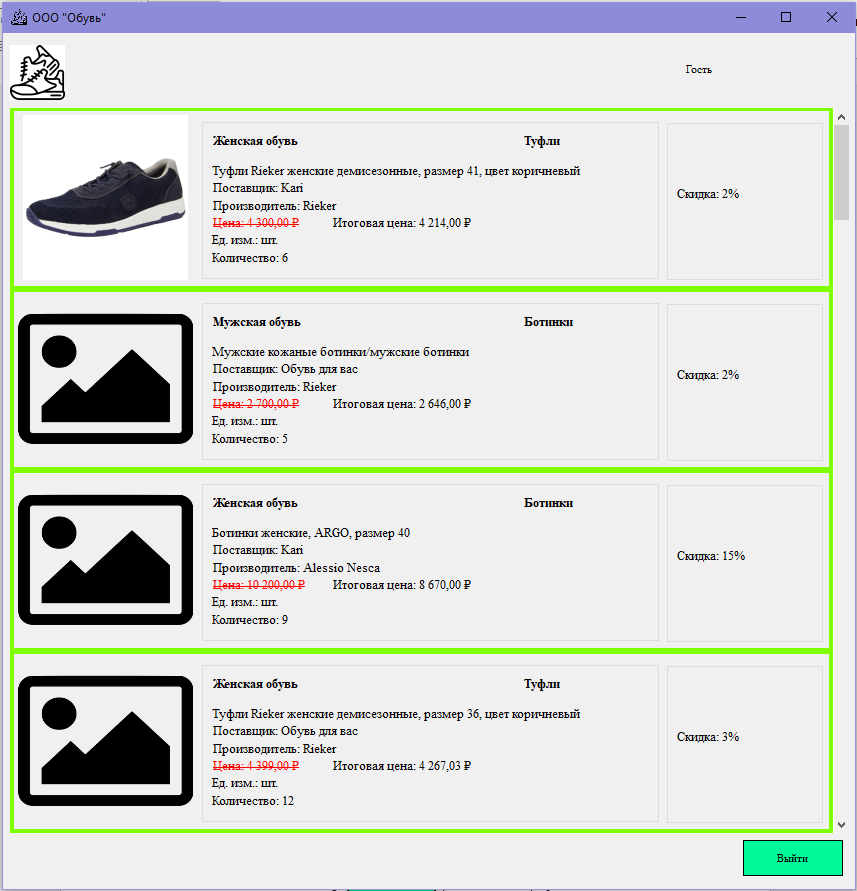 ООО "Обувь"
Гость
Женская обувь Туфли
Туфли Rieker женские демисезонные, размер 41, цвет коричневый
Поставщик: Kari
Производитель: Rieker
Цена: 4 300,00 ₽ Итоговая цена: 4 214,00 ₽
Ед. изм.: шт.
Количество: 6
Скидка: 2%
Мужская обувь Ботинки
Мужские кожаные ботинки/мужские ботинки
Поставщик: Обувь для вас
Производитель: Rieker
Цена: 2 700,00 ₽ Итоговая цена: 2 646,00 ₽
Ед. изм.: шт.
Количество: 5
Скидка: 2%
Женская обувь Ботинки
Ботинки женские, ARGO, размер 40
Поставщик: Kari
Производитель: Alessio Nesca
Цена: 10 200,00 ₽ Итоговая цена: 8 670,00 ₽
Ед. изм.: шт.
Количество: 9
Скидка: 15%
Женская обувь Туфли
Туфли Rieker женские демисезонные, размер 36, цвет коричневый
Поставщик: Обувь для вас
Производитель: Rieker
Цена: 4 399,00 ₽ Итоговая цена: 4 267,03 ₽
Ед. изм.: шт.
Количество: 12
Скидка: 3%
Выйти